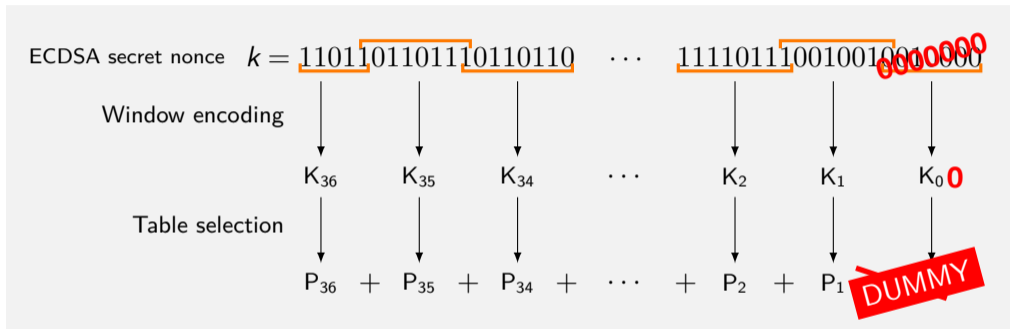 0000000
ECDSA secret nonce k = 1101101101110110110 ... 111101110010010010000
Window encoding
K36 K35 K34 ... K2 K1 K0 0
Table selection
P36 + P35 + P34 + ... + P2 + P1 DUMMY